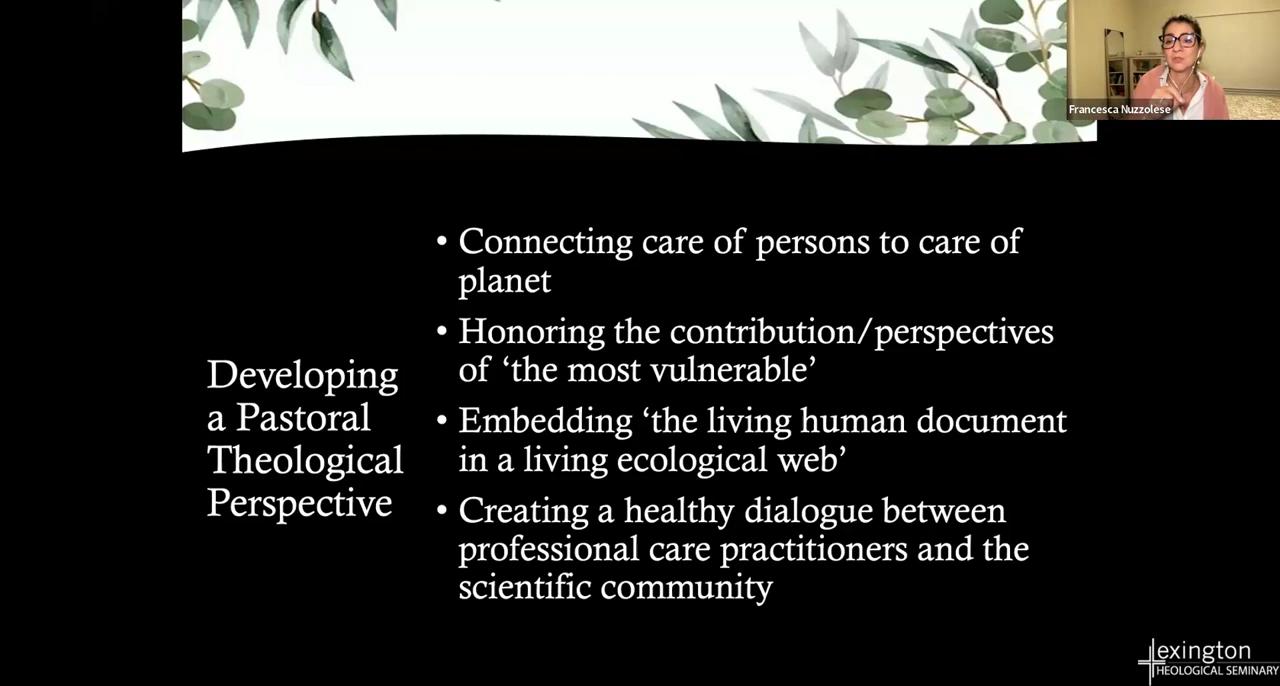 Francesca Nuzzolese
Developing
a Pastoral
Theological
Perspective
• Connecting care of persons to care of
planet
• Honoring the contribution/perspectives
of ‘the most vulnerable’
• Embedding ‘the living human document
in a living ecological web’
• Creating a healthy dialogue between
professional care practitioners and the
scientific community
Lexington
THEOLOGICAL SEMINARY